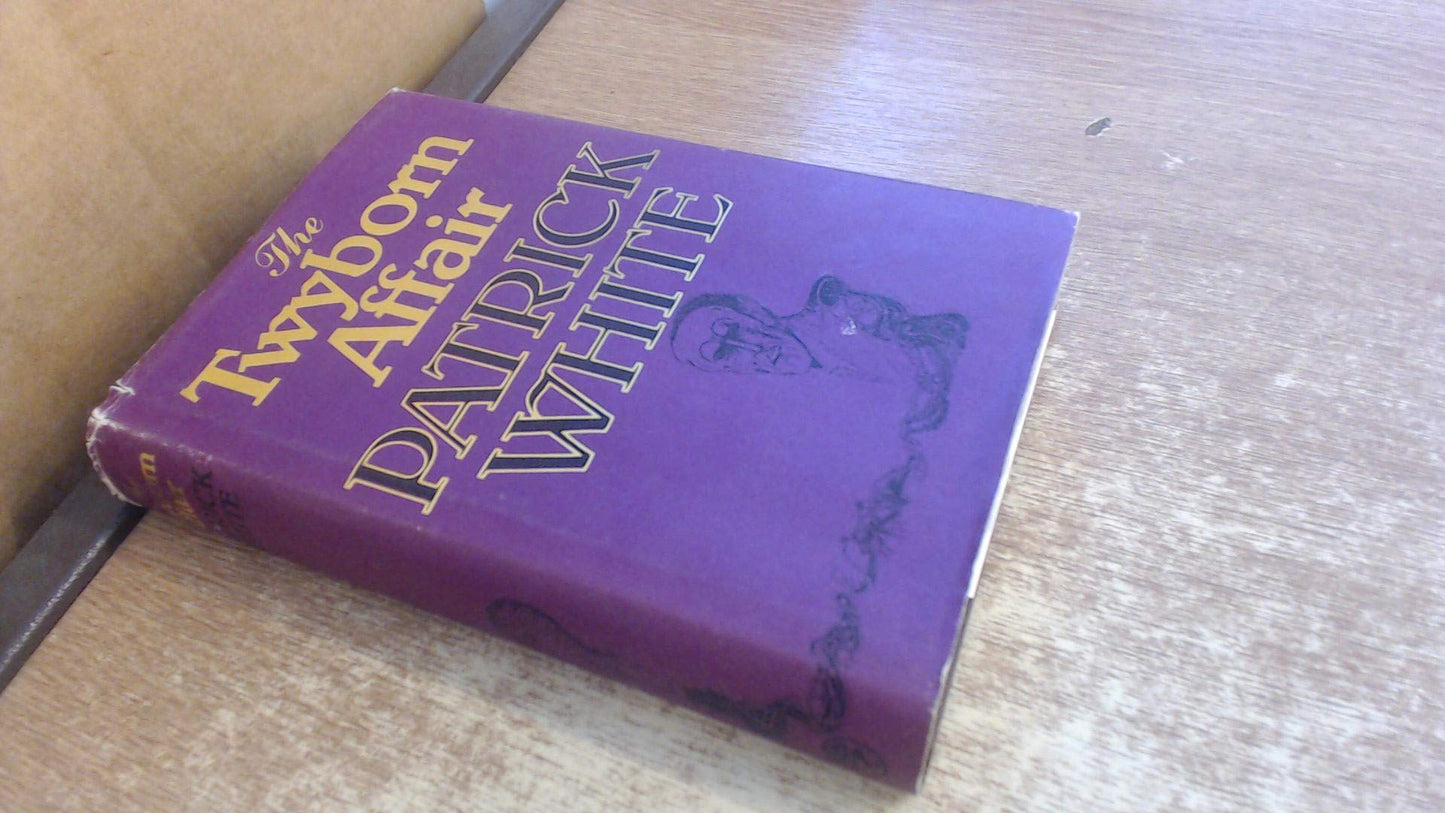 The
Twyborn
Affair
PATRICK
WHITE